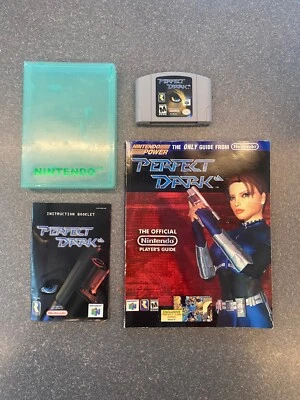 NINTENDO
PERFECT
DARK
NINTENDO POWER THE ONLY GUIDE FROM Nintendo
PERFECT
DARK
THE OFFICIAL
Nintendo
PLAYER'S GUIDE
INSTRUCTION BOOKLET
PERFECT
DARK
Nintendo